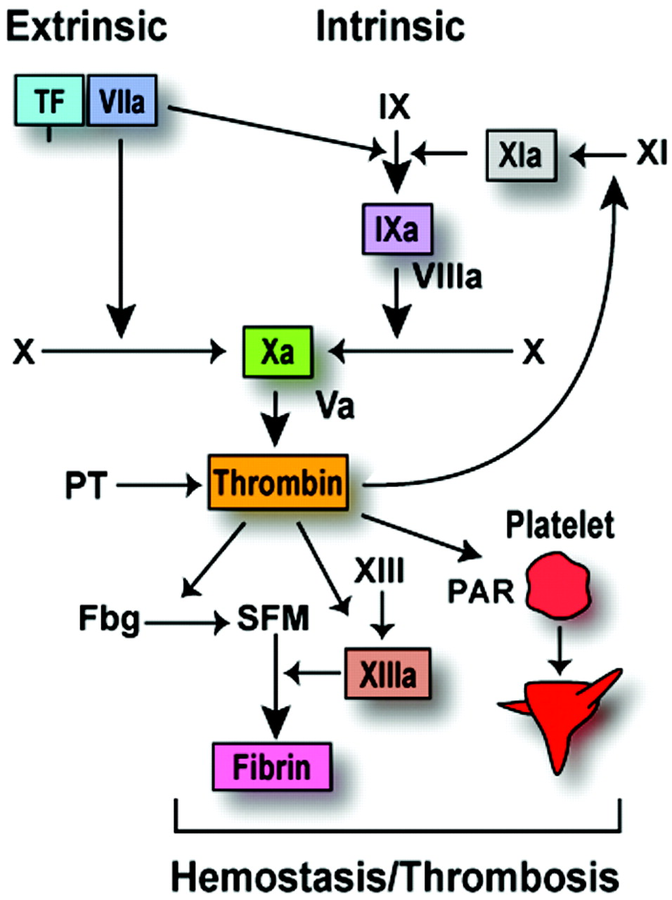 Extrinsic
Intrinsic
TF
VIIa
IX
XIa
XI
IXa
VIIIa
X
Xa
X
Va
PT
Thrombin
Platelet
XIII
PAR
Fbg
SFM
XIIIa
Fibrin
Hemostasis/Thrombosis